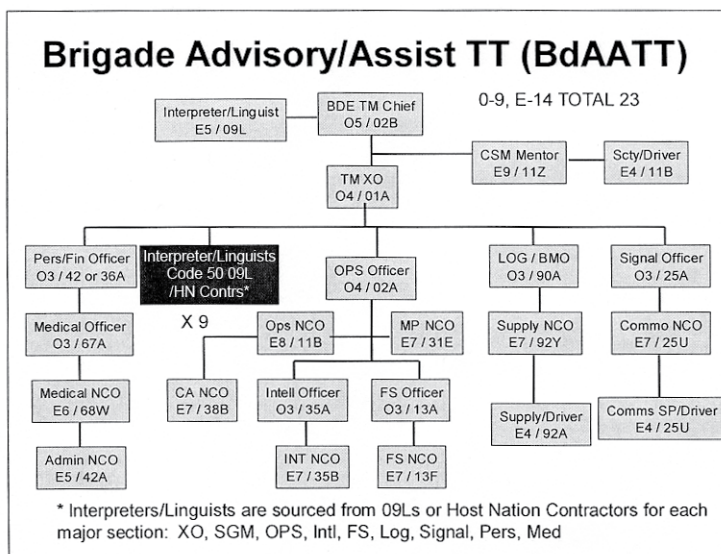 Brigade Advisory/Assist TT (BdAATT)
0-9, E-14 TOTAL 23
Interpreter/Linguist
E5 / 09L
BDE TM Chief
O5 / 02B
CSM Mentor
E9 / 11Z
Scty/Driver
E4 / 11B
TM XO
O4 / 01A
Pers/Fin Officer
O3 / 42 or 36A
Interpreter/Linguists
Code 50 09L
/HN Contrs*
X 9
OPS Officer
O4 / 02A
LOG / BMO
O3 / 90A
Signal Officer
O3 / 25A
Medical Officer
O3 / 67A
Ops NCO
E8 / 11B
MP NCO
E7 / 31E
Supply NCO
E7 / 92Y
Commo NCO
E7 / 25U
Medical NCO
E6 / 68W
CA NCO
E7 / 38B
Intell Officer
O3 / 35A
FS Officer
O3 / 13A
Supply/Driver
E4 / 92A
Comms SP/Driver
E4 / 25U
Admin NCO
E5 / 42A
INT NCO
E7 / 35B
FS NCO
E7 / 13F
* Interpreters/Linguists are sourced from 09Ls or Host Nation Contractors for each
major section: XO, SGM, OPS, Intl, FS, Log, Signal, Pers, Med